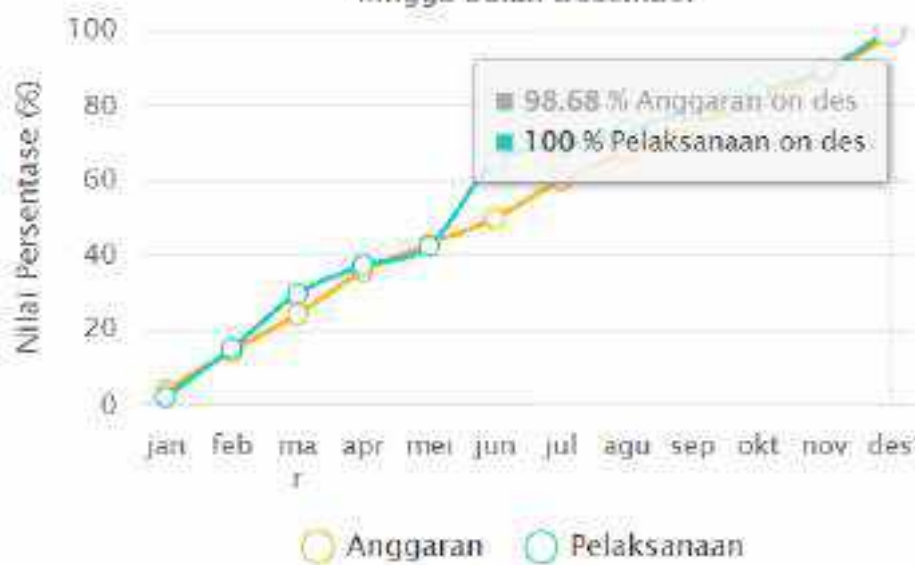 100
80
60
40
20
0
Nilai Persentase (%)
98.68 % Anggaran on des
100 % Pelaksanaan on des
jan feb mar apr mei jun jul agu sep okt nov des
Anggaran Pelaksanaan